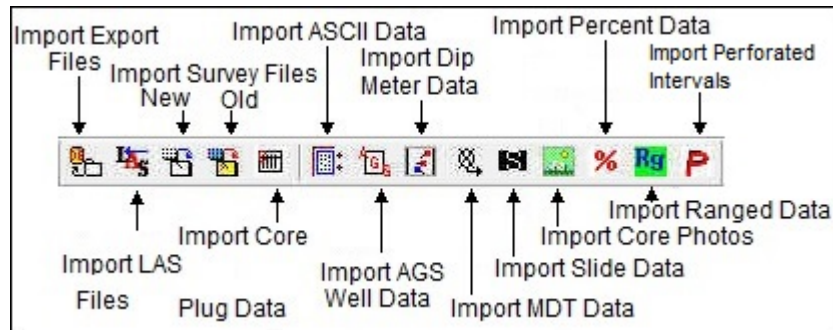 Import Export
Files
Import ASCII Data
Import Percent Data
Import Survey Files
New Old
Import Dip
Meter Data
Import Perforated
Intervals
LAS
AGS
%
Rg
P
Import LAS
Files
Import Core
Plug Data
Import AGS
Well Data
Import MDT Data
Import Slide Data
Import Core Photos
Import Ranged Data